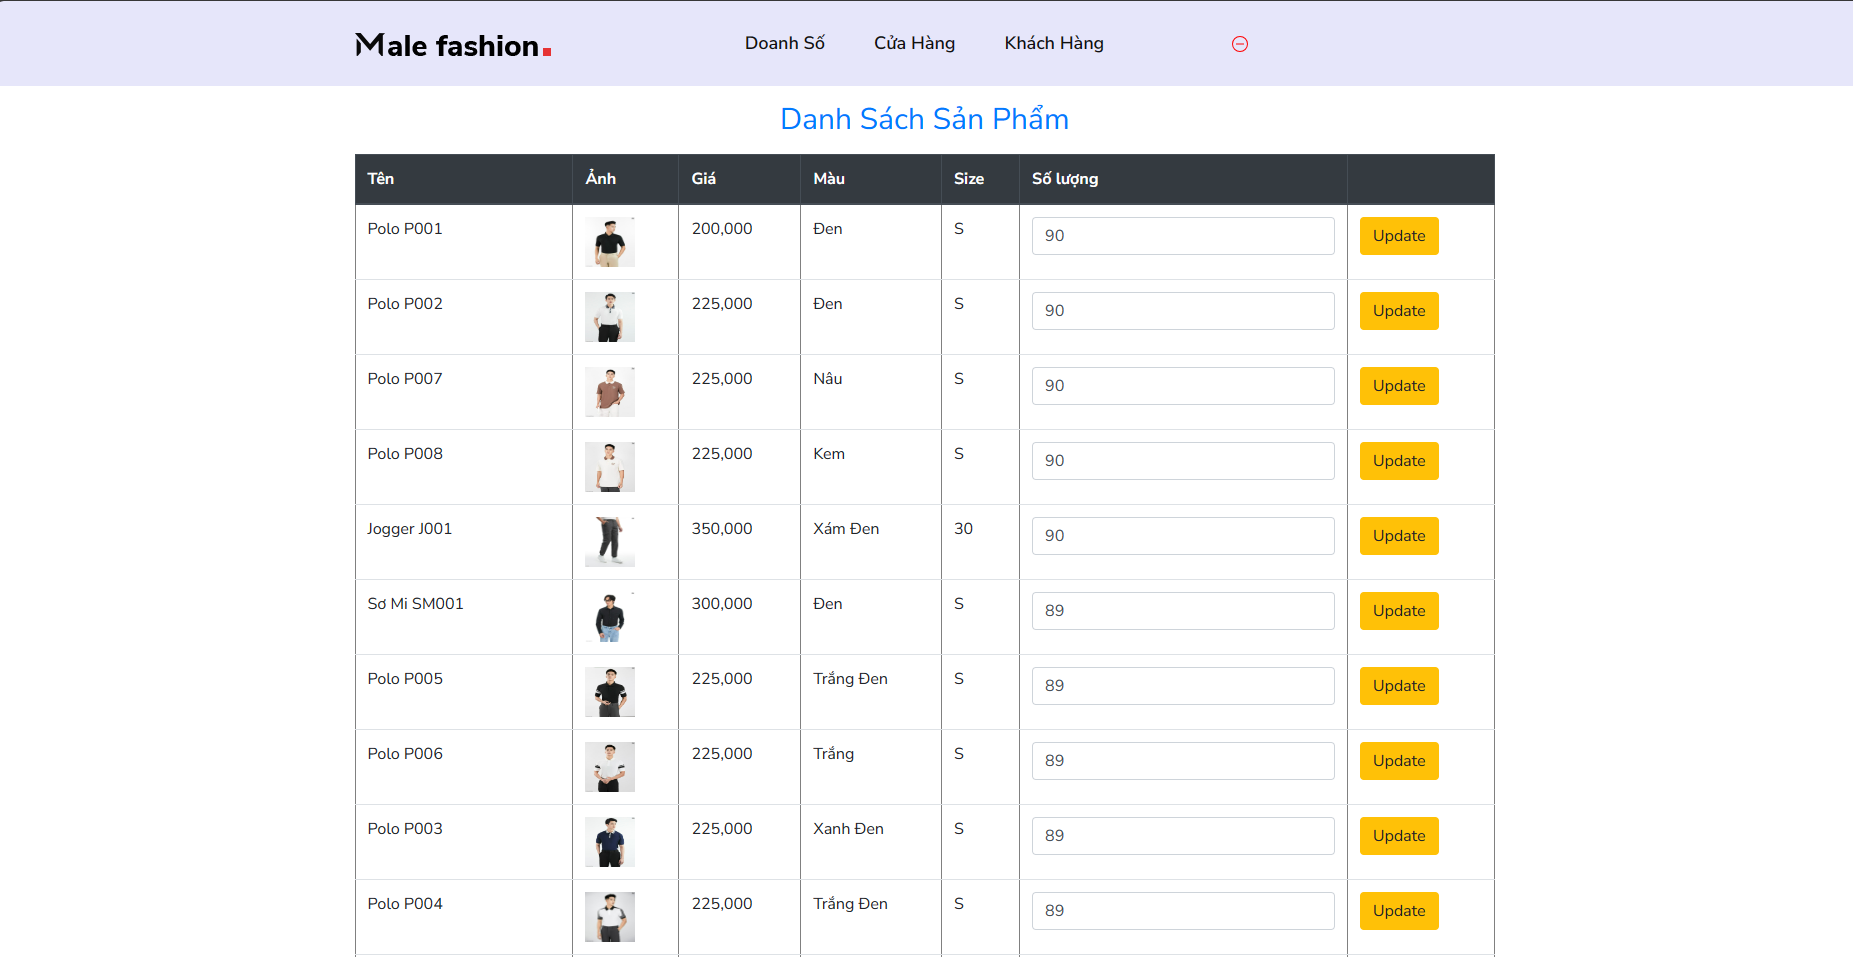 Male fashion.
Doanh Số Cửa Hàng Khách Hàng
Danh Sách Sản Phẩm
Tên Ảnh Giá Màu Size Số lượng
Polo P001 200,000 Đen S 90 Update
Polo P002 225,000 Đen S 90 Update
Polo P007 225,000 Nâu S 90 Update
Polo P008 225,000 Kem S 90 Update
Jogger J001 350,000 Xám Đen 30 90 Update
Sơ Mi SM001 300,000 Đen S 89 Update
Polo P005 225,000 Trắng Đen S 89 Update
Polo P006 225,000 Trắng S 89 Update
Polo P003 225,000 Xanh Đen S 89 Update
Polo P004 225,000 Trắng Đen S 89 Update